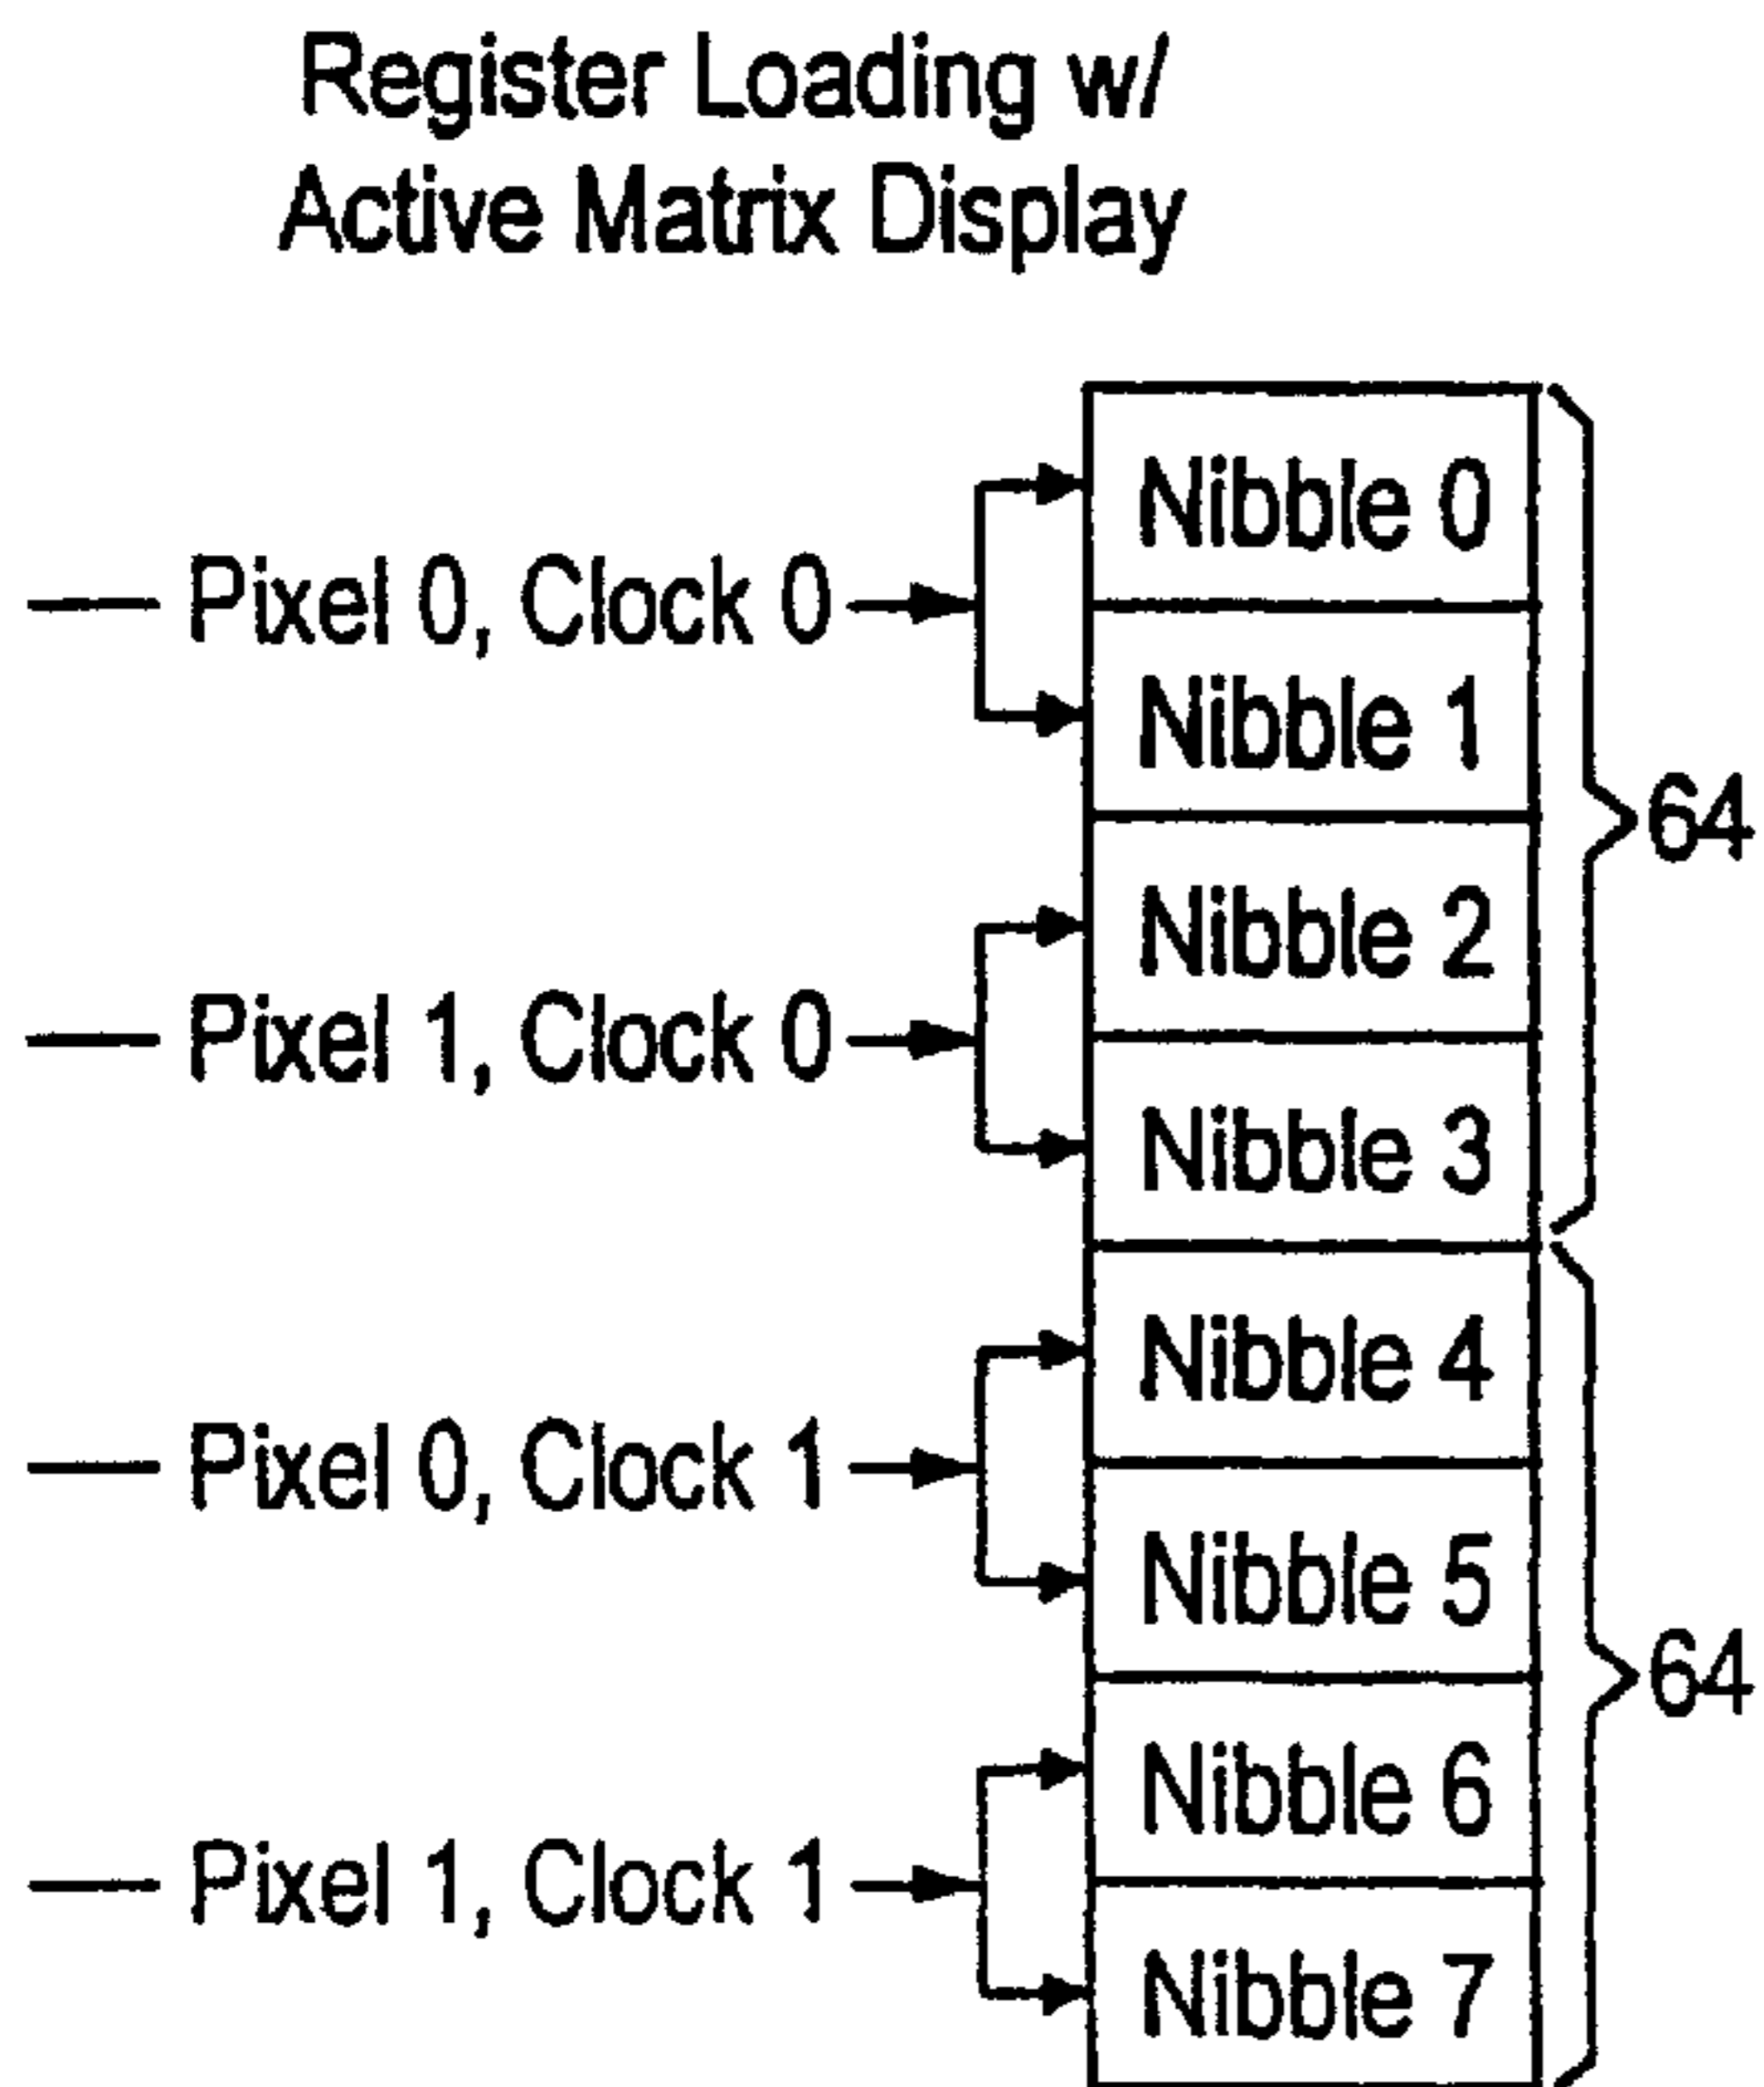 Register Loading w/
Active Matrix Display
Nibble 0
Pixel 0, Clock 0
Nibble 1
64
Nibble 2
Pixel 1, Clock 0
Nibble 3
Nibble 4
Pixel 0, Clock 1
Nibble 5
64
Nibble 6
Pixel 1, Clock 1
Nibble 7